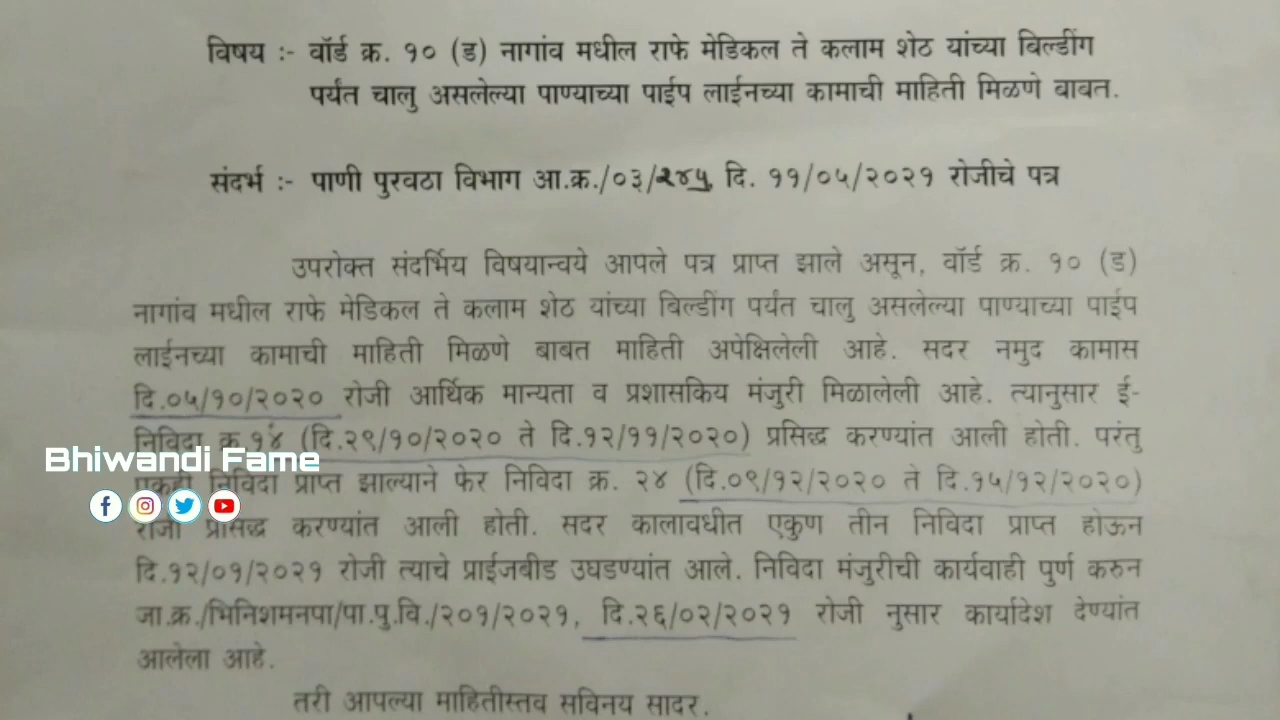 विषय :- वॉर्ड क्र. १० (ड) नागांव मधील राफे मेडिकल ते कलाम शेठ यांच्या बिल्डींग
पर्यंत चालु असलेल्या पाण्याच्या पाईप लाईनच्या कामाची माहिती मिळणे बाबत.
संदर्भ :- पाणी पुरवठा विभाग आ.क्र./०३/२४५ दि. ११/०५/२०२१ रोजीचे पत्र
उपरोक्त संदर्भिय विषयान्वये आपले पत्र प्राप्त झाले असून, वॉर्ड क्र. १० (ड)
नागांव मधील राफे मेडिकल ते कलाम शेठ यांच्या बिल्डींग पर्यंत चालु असलेल्या पाण्याच्या पाईप
लाईनच्या कामाची माहिती मिळणे बाबत माहिती अपेक्षिलेली आहे. सदर नमुद कामास
दि.०५/१०/२०२० रोजी आर्थिक मान्यता व प्रशासकिय मंजुरी मिळालेली आहे. त्यानुसार ई-
निविदा क्र.१४ (दि.२९/१०/२०२० ते दि.१२/११/२०२०) प्रसिद्ध करण्यांत आली होती. परंतु
Bhiwandi Fame
निविदा प्राप्त झाल्याने फेर निविदा क्र. २४ (दि.०९/१२/२०२० ते दि.१५/१२/२०२०)
रोजी प्रसिद्ध करण्यांत आली होती. सदर कालावधीत एकुण तीन निविदा प्राप्त होऊन
दि.१२/०१/२०२१ रोजी त्याचे प्राईजबीड उघडण्यांत आले. निविदा मंजुरीची कार्यवाही पुर्ण करुन
जा.क्र./भिनिशमनपा/पा.पु.वि./२०१/२०२१, दि.२६/०२/२०२१ रोजी नुसार कार्यादेश देण्यांत
आलेला आहे.
तरी आपल्या माहितीस्तव सविनय सादर.